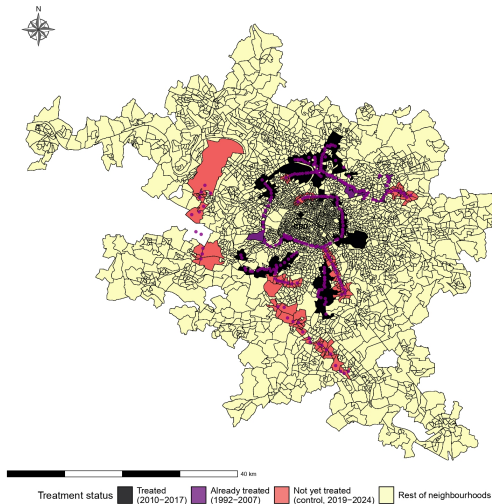 N
40 km
Treatment status
Treated
(2010−2017)
Already treated
(1992−2007)
Not yet treated
(control, 2019−2024)
Rest of neighbourhoods